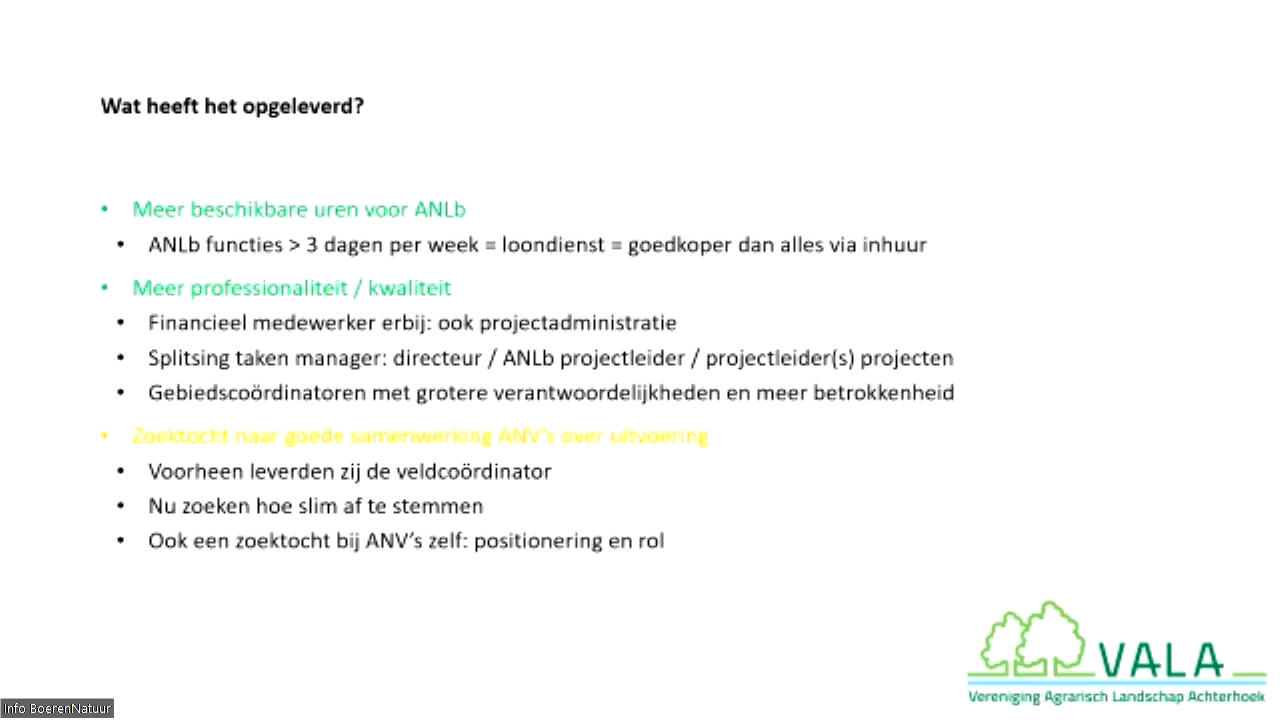 Wat heeft het opgeleverd?
• Meer beschikbare uren voor ANLb
• ANLb functies > 3 dagen per week = loondienst = goedkoper dan alles via inhuur
• Meer professionaliteit / kwaliteit
• Financieel medewerker erbij: ook projectadministratie
• Splitsing taken manager: directeur / ANLb projectleider / projectleider(s) projecten
• Gebiedscoördinatoren met grotere verantwoordelijkheden en meer betrokkenheid
• Zoektocht naar goede samenwerking ANV's over uitvoering
• Voorheen leverden zij de veldcoördinator
• Nu zoeken hoe slim af te stemmen
• Ook een zoektocht bij ANV's zelf: positionering en rol
VALA
Vereniging Agrarisch Landschap Achterhoek
Info BoerenNatuur